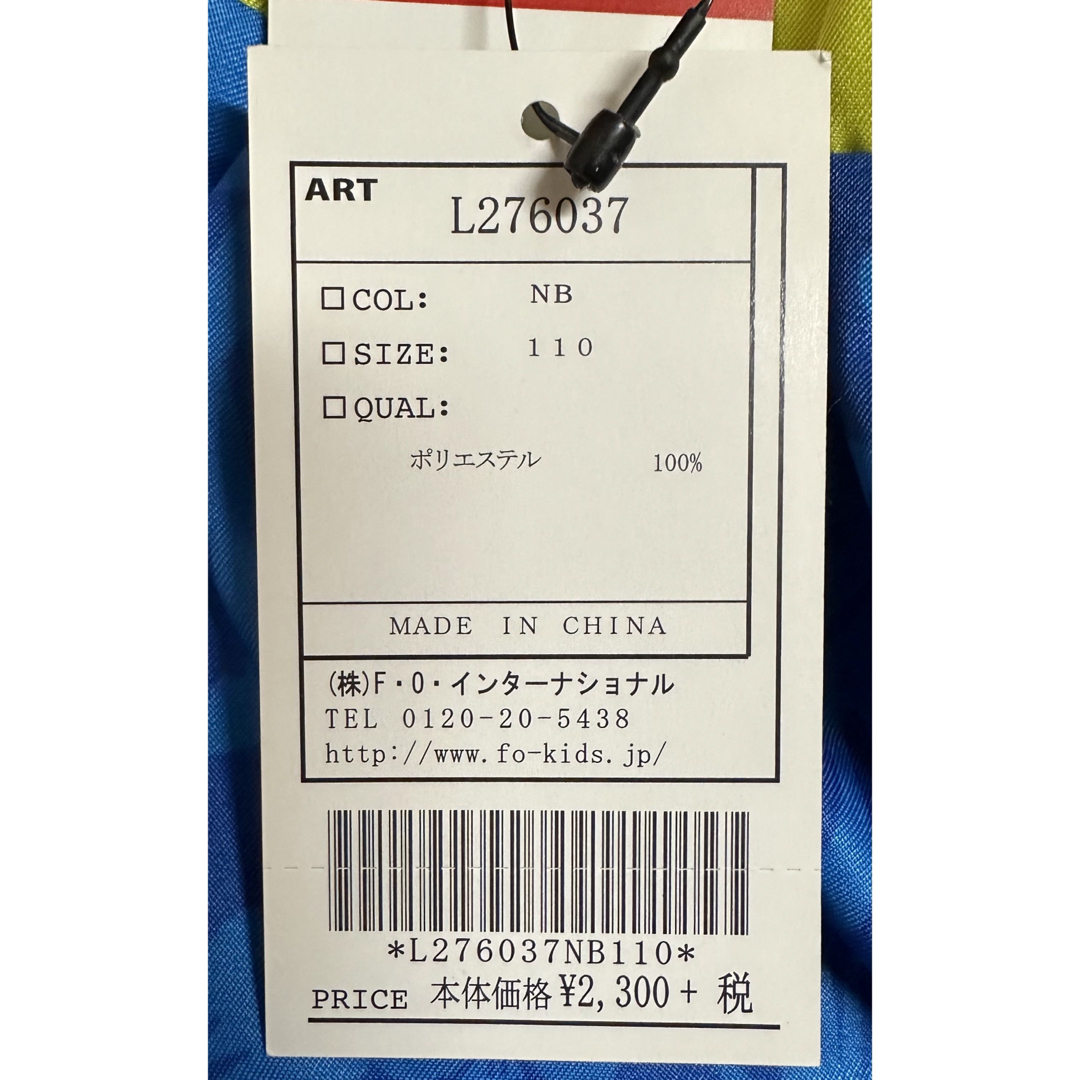 ART
L276037
□COL: NB
□SIZE: 110
□QUAL:
ポリエステル 100%
MADE IN CHINA
(株)F・O・インターナショナル
TEL 0120-20-5438
http://www.fo-kids.jp/
*L276037NB110*
PRICE 本体価格 ¥2,300+ 税